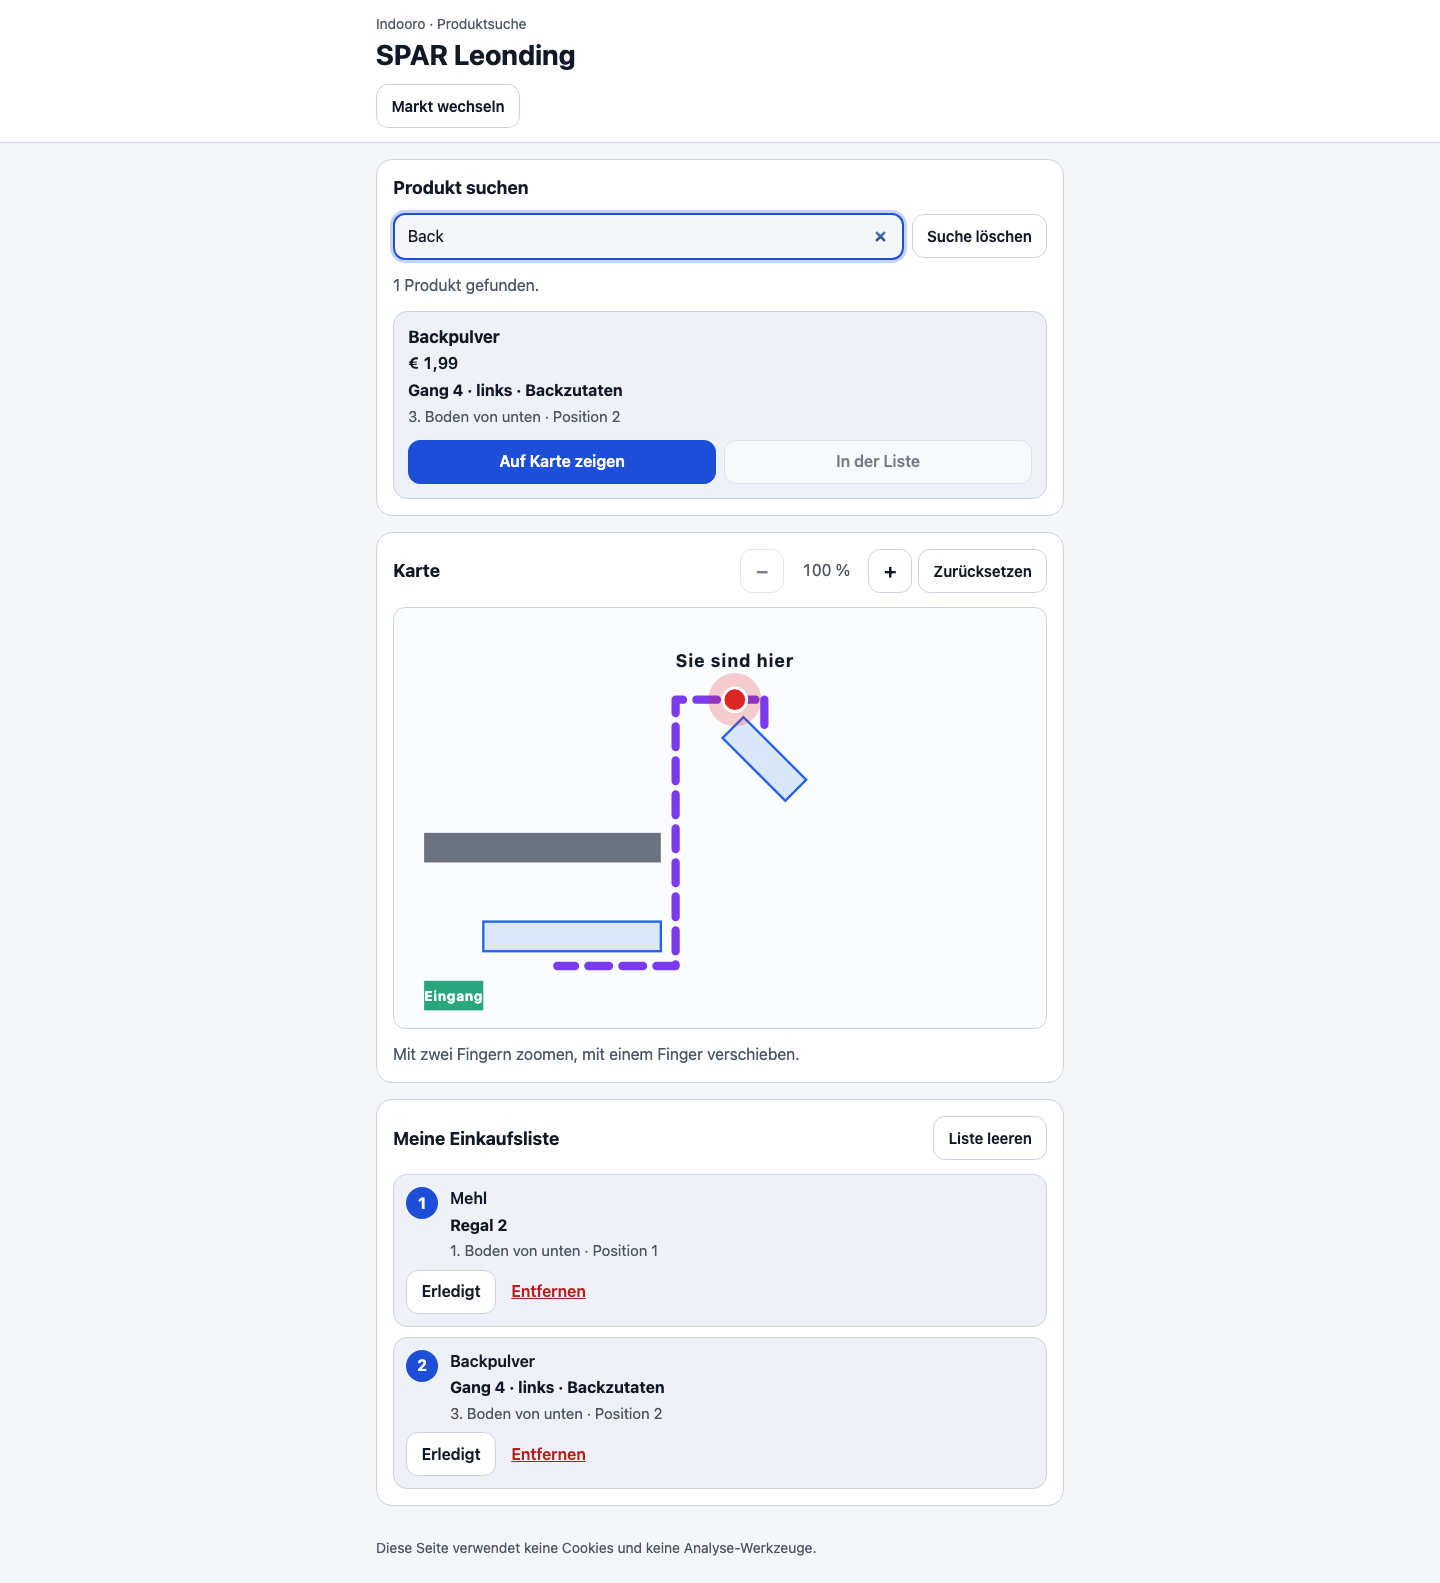 Indooro · Produktsuche
SPAR Leonding
Markt wechseln
Produkt suchen
Back
Suche löschen
1 Produkt gefunden.
Backpulver
€ 1,99
Gang 4 · links · Backzutaten
3. Boden von unten · Position 2
Auf Karte zeigen
In der Liste
Karte
−
100 %
+
Zurücksetzen
Sie sind hier
Eingang
Mit zwei Fingern zoomen, mit einem Finger verschieben.
Meine Einkaufsliste
Liste leeren
1
Mehl
Regal 2
1. Boden von unten · Position 1
Erledigt
Entfernen
2
Backpulver
Gang 4 · links · Backzutaten
3. Boden von unten · Position 2
Erledigt
Entfernen
Diese Seite verwendet keine Cookies und keine Analyse-Werkzeuge.